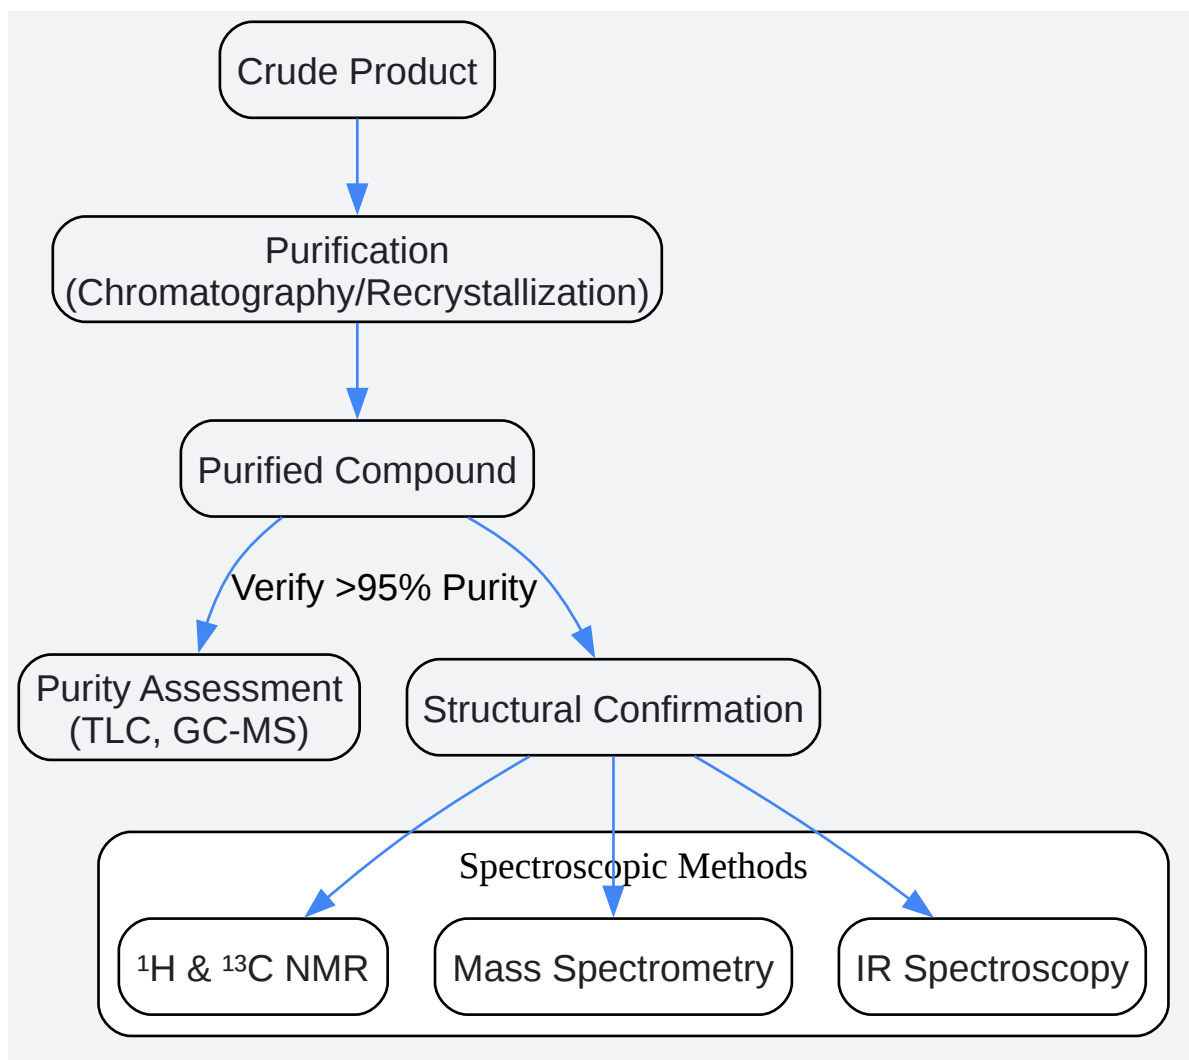 Crude Product
Purification
(Chromatography/Recrystallization)
Purified Compound
Verify >95% Purity
Purity Assessment
(TLC, GC-MS)
Structural Confirmation
Spectroscopic Methods
¹H & ¹³C NMR
Mass Spectrometry
IR Spectroscopy